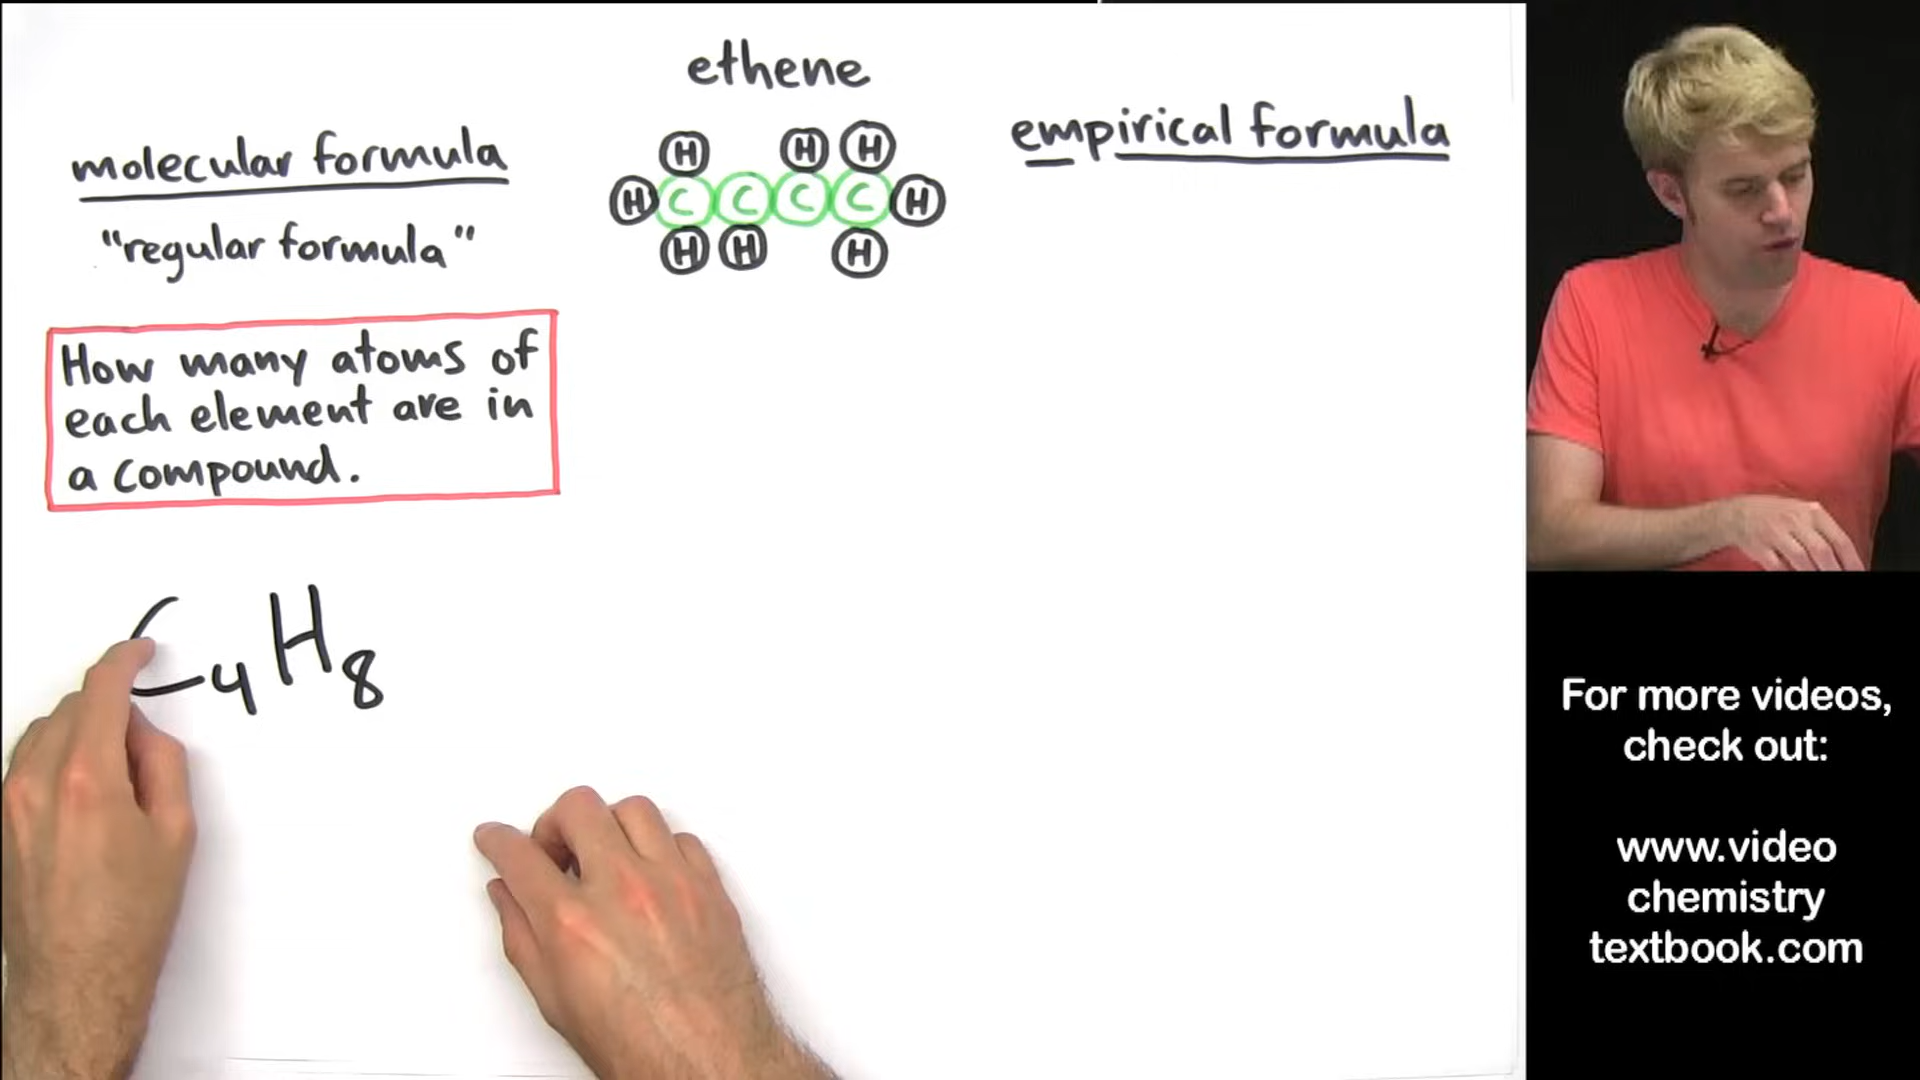 ethene
molecular formula
"regular formula"
H H H
H C C C C H
H H H
empirical formula
How many atoms of
each element are in
a compound.
C4H8
For more videos,
check out:
www.video
chemistry
textbook.com